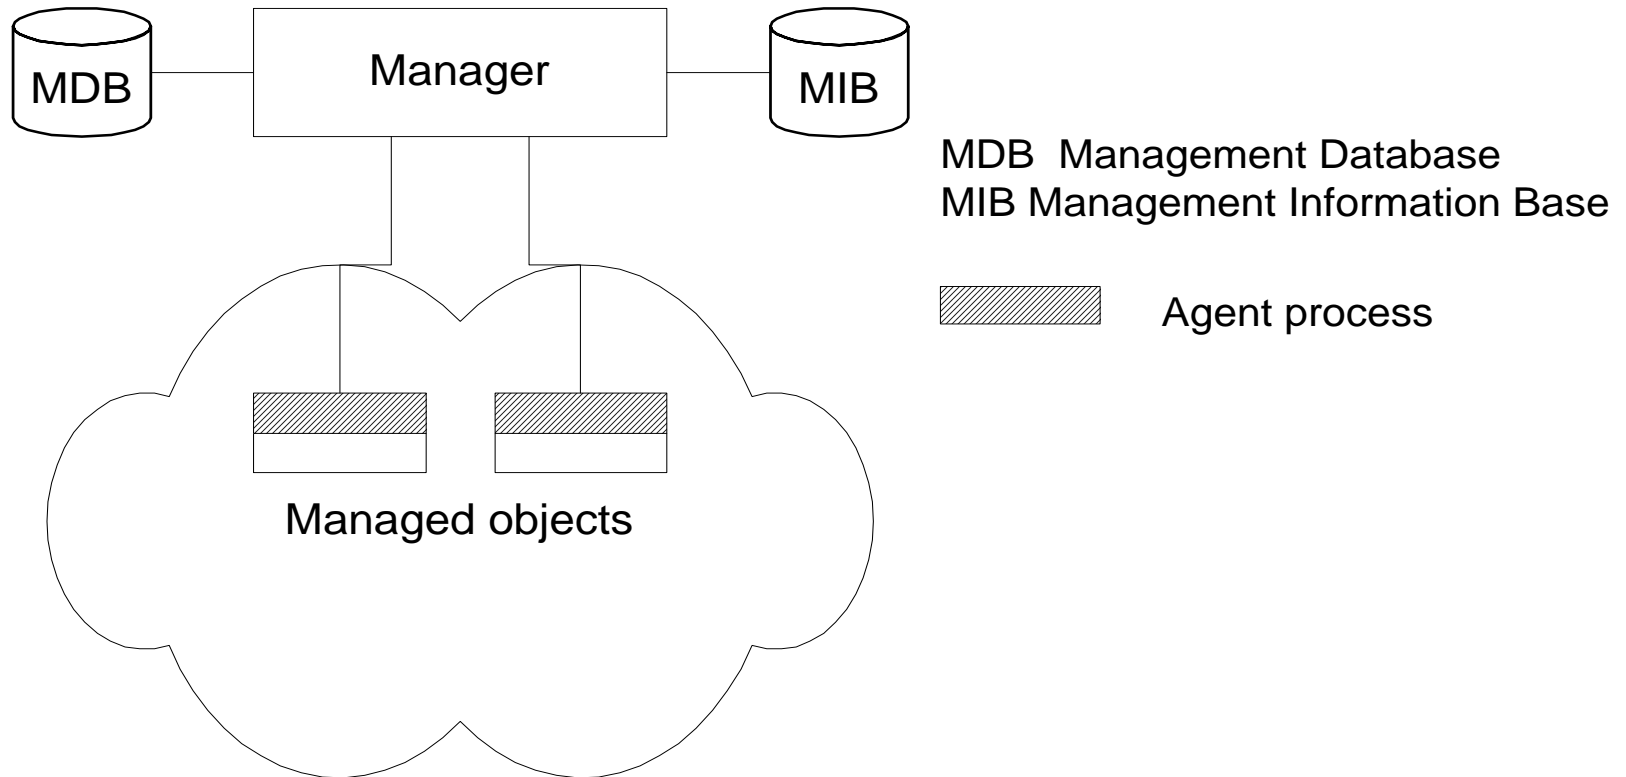 MDB
Manager
MIB
MDB Management Database
MIB Management Information Base
Agent process
Managed objects